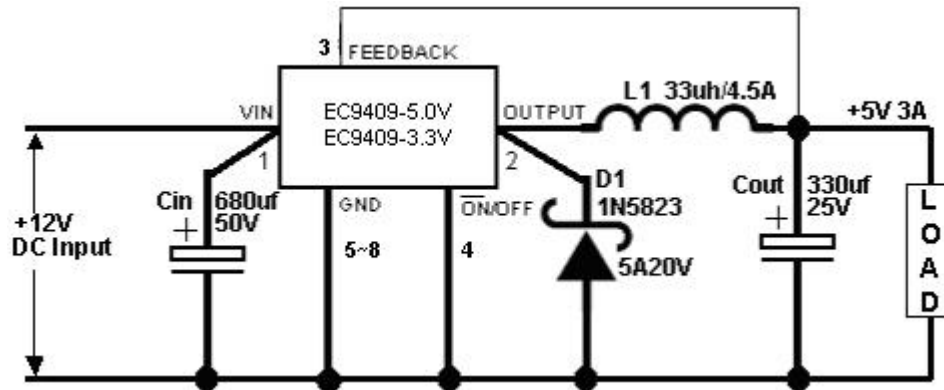 3 FEEDBACK
VIN
EC9409-5.0V
EC9409-3.3V
OUTPUT
L1 33uh/4.5A
+5V 3A
1
2
Cin
+
680uf
50V
GND
ON/OFF
D1
1N5823
Cout
+
330uf
25V
+12V
DC Input
5~8
4
5A20V
LOAD